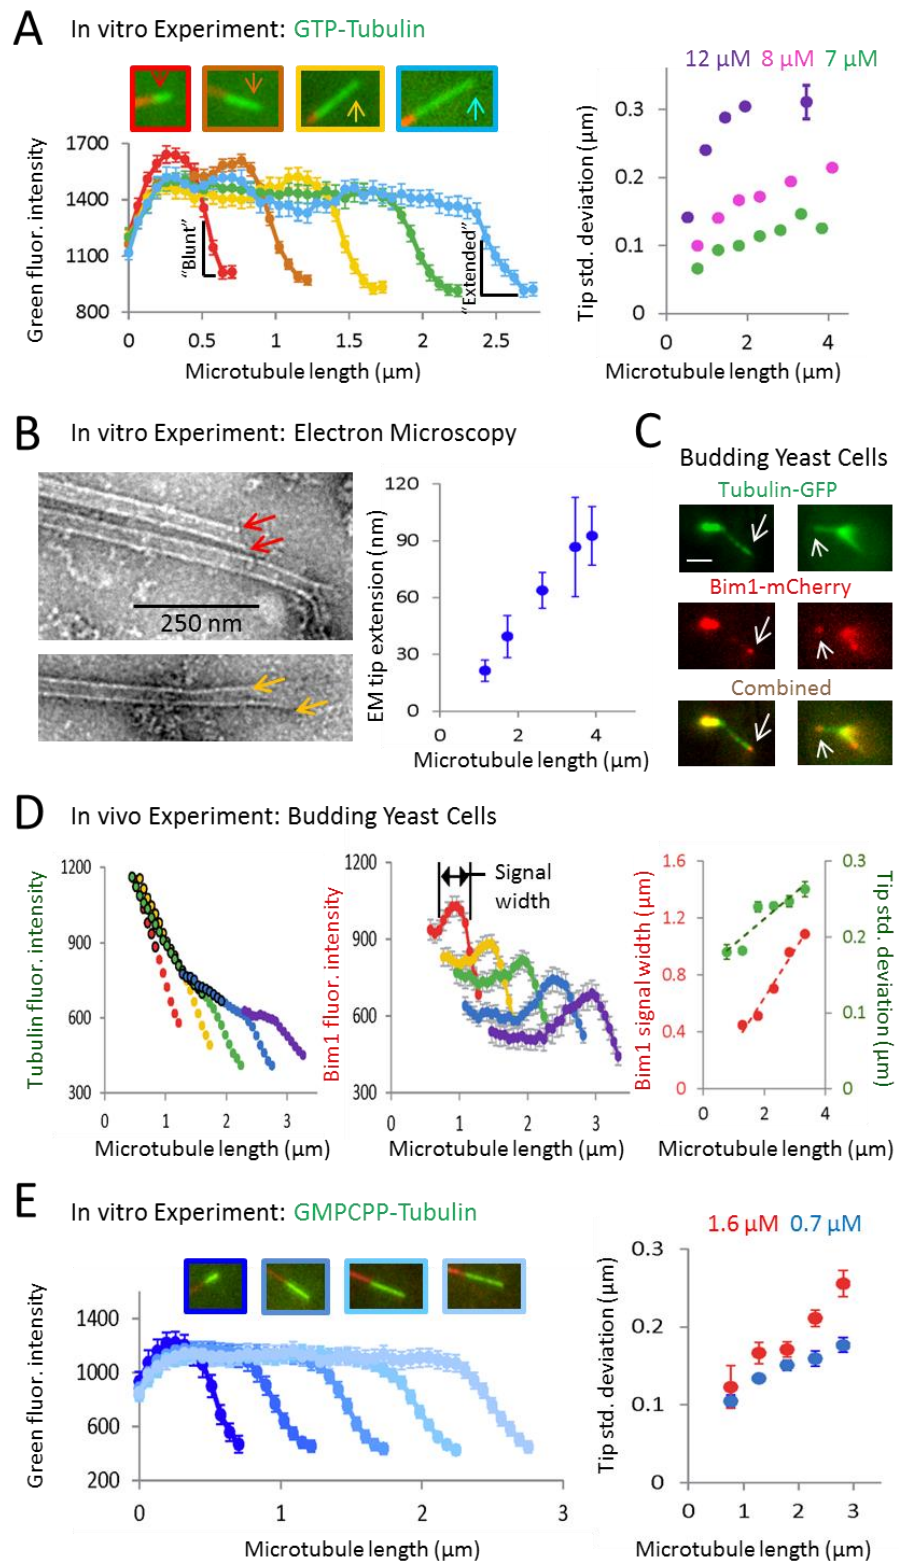 A In vitro Experiment: GTP-Tubulin
Green fluor. intensity
1700
1400
1100
800
"Blunt"
"Extended"
0 0.5 1 1.5 2 2.5
Microtubule length (µm)
12 µM 8 µM 7 µM
Tip std. deviation (µm)
0.3
0.2
0.1
0
0 2 4
Microtubule length (µm)
B In vitro Experiment: Electron Microscopy
250 nm
EM tip extension (nm)
120
90
60
30
0
0 2 4
Microtubule length (µm)
C
Budding Yeast Cells
Tubulin-GFP
Bim1-mCherry
Combined
D In vivo Experiment: Budding Yeast Cells
Tubulin fluor. intensity
1200
900
600
300
0 1 2 3
Microtubule length (µm)
Bim1 fluor. intensity
1200
900
600
300
Signal
width
0 1 2 3
Microtubule length (µm)
Bim1 signal width (µm)
1.6
1.2
0.8
0.4
0
0.3
0.2
0.1
0
Tip std. deviation (µm)
0 2 4
Microtubule length (µm)
E In vitro Experiment: GMPCPP-Tubulin
Green fluor. intensity
1400
1000
600
200
0 1 2 3
Microtubule length (µm)
1.6 µM 0.7 µM
Tip std. deviation (µm)
0.3
0.2
0.1
0
0 1 2 3
Microtubule length (µm)